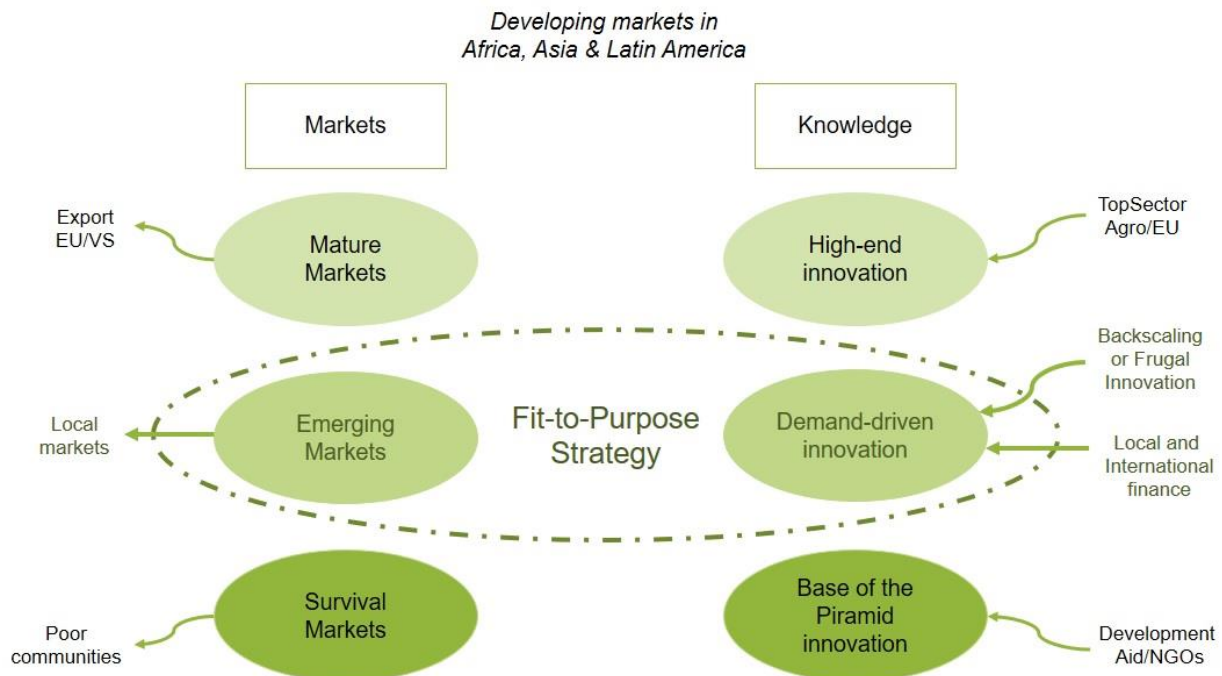 Developing markets in
Africa, Asia & Latin America
Markets
Knowledge
Export
EU/VS
Mature
Markets
High-end
innovation
TopSector
Agro/EU
Local
markets
Emerging
Markets
Fit-to-Purpose
Strategy
Demand-driven
innovation
Backscaling
or Frugal
Innovation
Local and
International
finance
Poor
communities
Survival
Markets
Base of the
Piramid
innovation
Development
Aid/NGOs